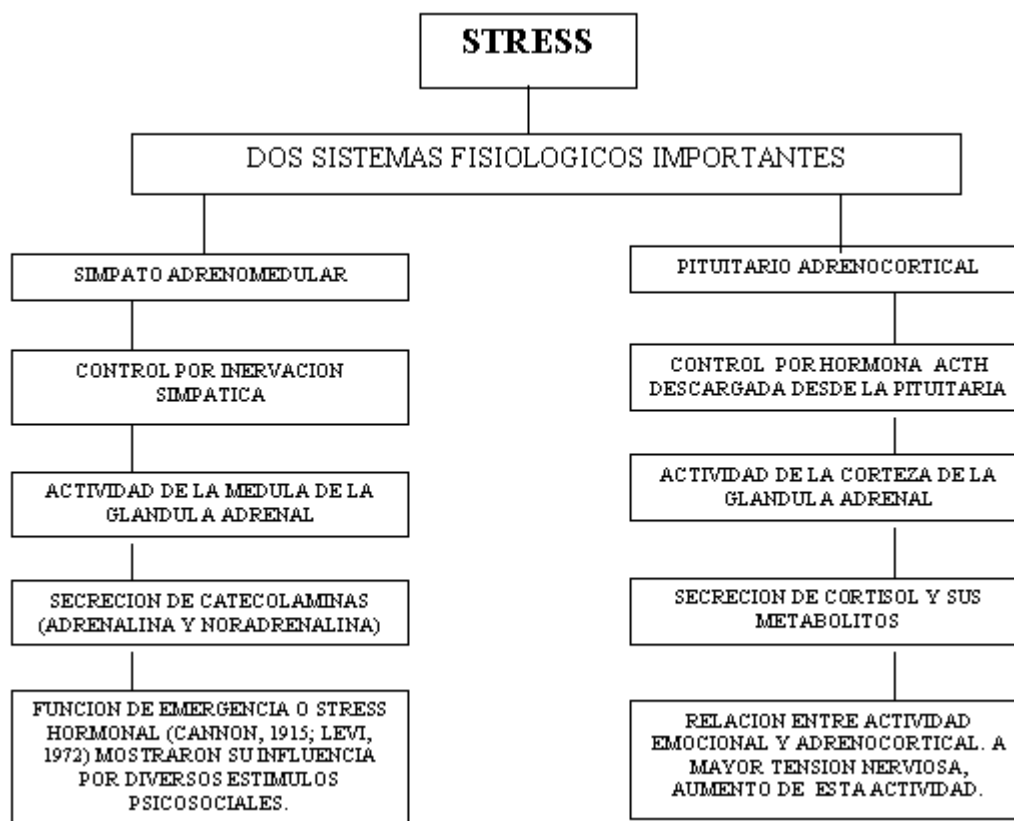 STRESS
DOS SISTEMAS FISIOLOGICOS IMPORTANTES
SIMPATO ADRENOMEDULAR
CONTROL POR INERVACION
SIMPATICA
ACTIVIDAD DE LA MEDULA DE LA
GLANDULA ADRENAL
SECRECION DE CATECOLAMINAS
(ADRENALINA Y NORADRENALINA)
FUNCION DE EMERGENCIA O STRESS
HORMONAL (CANNON, 1915; LEVI,
1972) MOSTRARON SU INFLUENCIA
POR DIVERSOS ESTIMULOS
PSICOSOCIALES.
PITUITARIO ADRENOCORTICAL
CONTROL POR HORMONA ACTH
DESCARGADA DESDE LA PITUITARIA
ACTIVIDAD DE LA CORTEZA DE LA
GLANDULA ADRENAL
SECRECION DE CORTISOL Y SUS
METABOLITOS
RELACION ENTRE ACTIVIDAD
EMOCIONAL Y ADRENOCORTICAL. A
MAYOR TENSION NERVIOSA,
AUMENTO DE ESTA ACTIVIDAD.